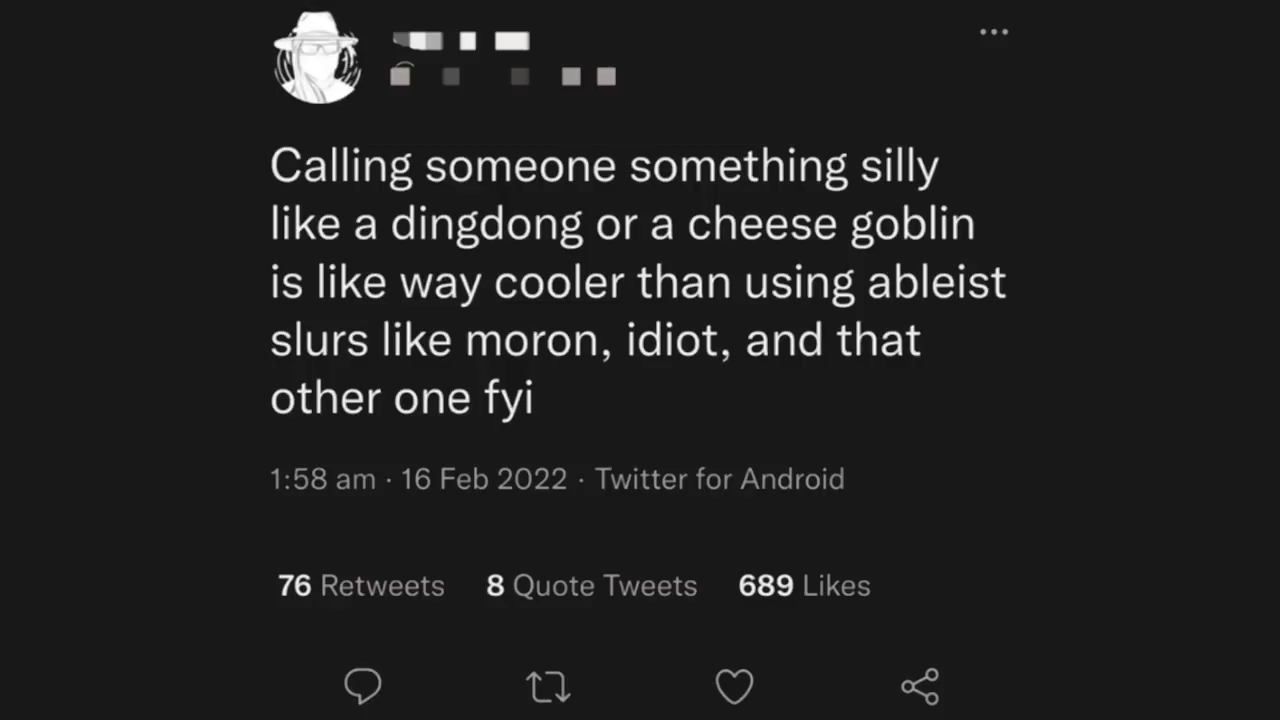 Calling someone something silly
like a dingdong or a cheese goblin
is like way cooler than using ableist
slurs like moron, idiot, and that
other one fyi
1:58 am · 16 Feb 2022 · Twitter for Android
76 Retweets 8 Quote Tweets 689 Likes